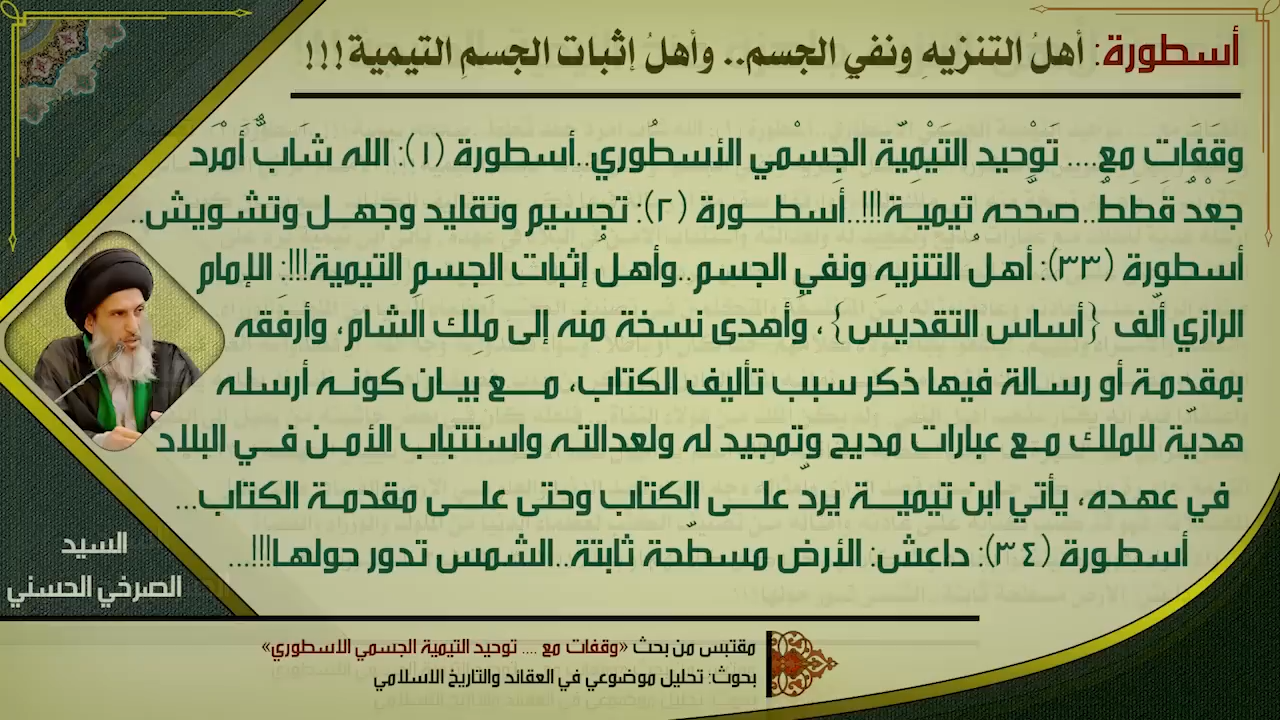 أسطورة: أهلُ التنزيهِ ونفيِ الجسم.. وأهلُ إثبات الجسمِ التيمية!!!
وقفات مع.... توحيد التيمية الجسمي الأسطوري..أسطورة (١): الله شابٌّ أمرد
جَعْدٌ قَطَطٌ..صحَّحه تيمية!!!..أسطورة (٢): تجسيم وتقليد وجهل وتشويش..
أسطورة (٣٣): أهلُ التنزيه ونفي الجسم..وأهلُ إثبات الجسمِ التيمية!!!: الإمام
الرازي ألّف {أساس التقديس}، وأهدى نسخة منه إلى ملِك الشام، وأرفَقه
بمقدمة أو رسالة فيها ذكر سبب تأليف الكتاب، مع بيان كونه أرسله
هديّة للملك مع عبارات مديح وتمجيد له ولعدالته واستتباب الأمن في البلاد
في عهده، يأتي ابن تيمية يردّ على الكتاب وحتى على مقدمة الكتاب...
أسطورة (٣٤): داعش: الأرض مسطّحة ثابتة..الشمس تدور حولها!!!...
السيد
الصرخي الحسني
مقتبس من بحث «وقفات مع .... توحيد التيمية الجسمي الاسطوري»
بحوث: تحليل موضوعي في العقائد والتاريخ الاسلامي